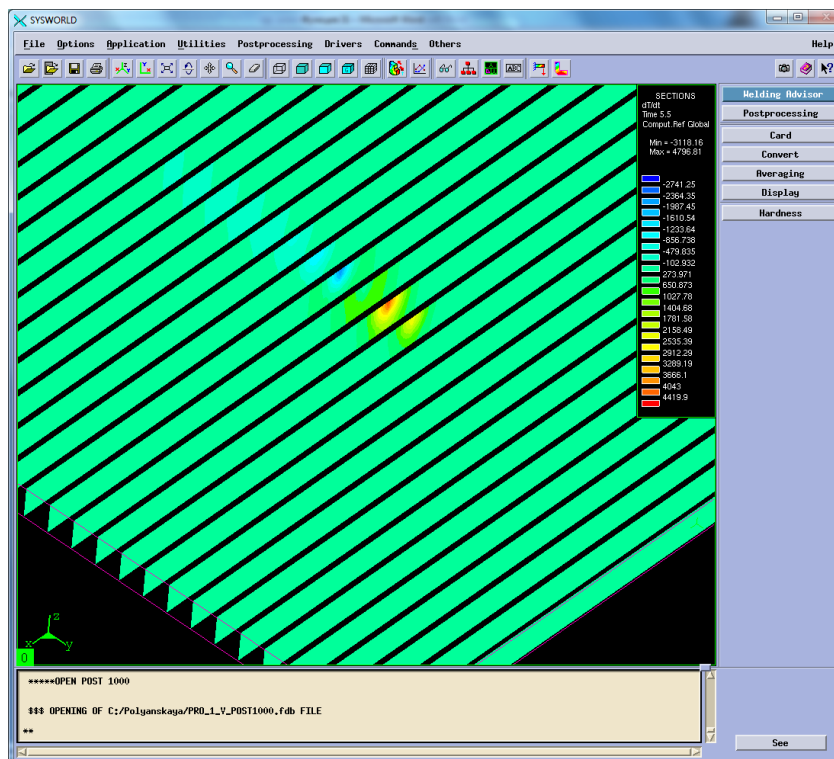 SYSWORLD
File Options Application Utilities Postprocessing Drivers Commands Others Help
SECTIONS
dT/dt
Time 5.5
Comput.Ref Global
Min = -3118.16
Max = 4796.81
-2741.25
-2364.35
-1987.45
-1610.54
-1233.64
-856.738
-479.835
-102.932
273.971
650.873
1027.78
1404.68
1781.58
2158.49
2535.39
2912.29
3289.19
3666.1
4043
4419.9
Welding Advisor
Postprocessing
Card
Convert
Averaging
Display
Hardness
z
x
y
0
*****OPEN POST 1000
$$$ OPENING OF C:/Polyanskaya/PRO_1_V_POST1000.fdb FILE
**
See